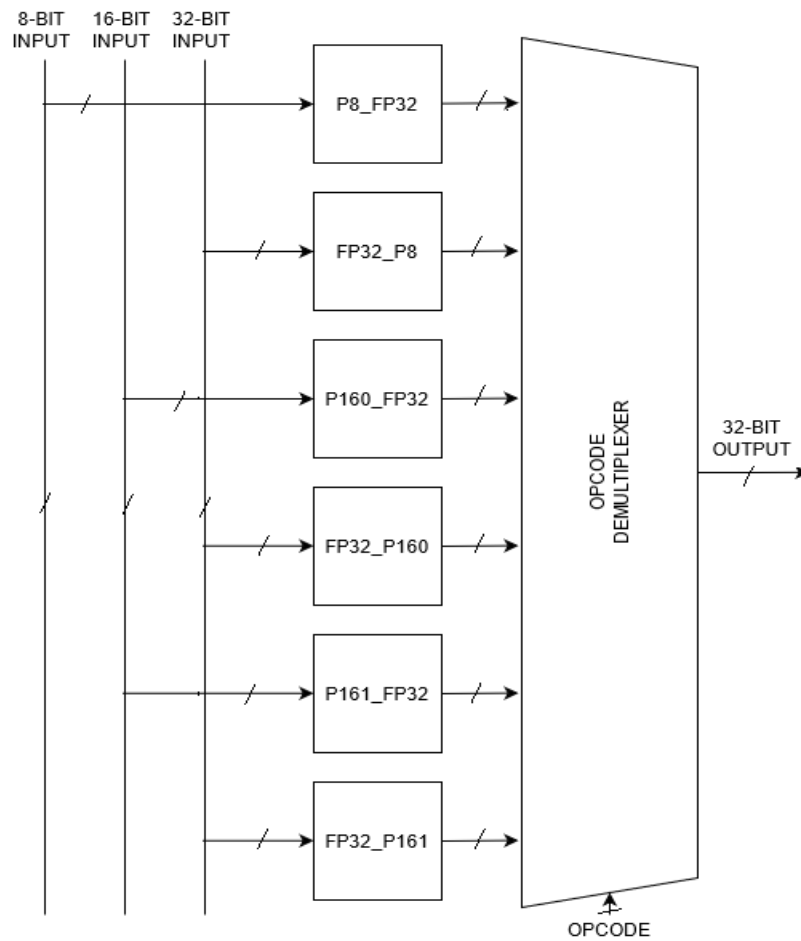 8-BIT
INPUT
16-BIT
INPUT
32-BIT
INPUT
P8_FP32
FP32_P8
P160_FP32
FP32_P160
P161_FP32
FP32_P161
OPCODE
DEMULTIPLEXER
32-BIT
OUTPUT
OPCODE